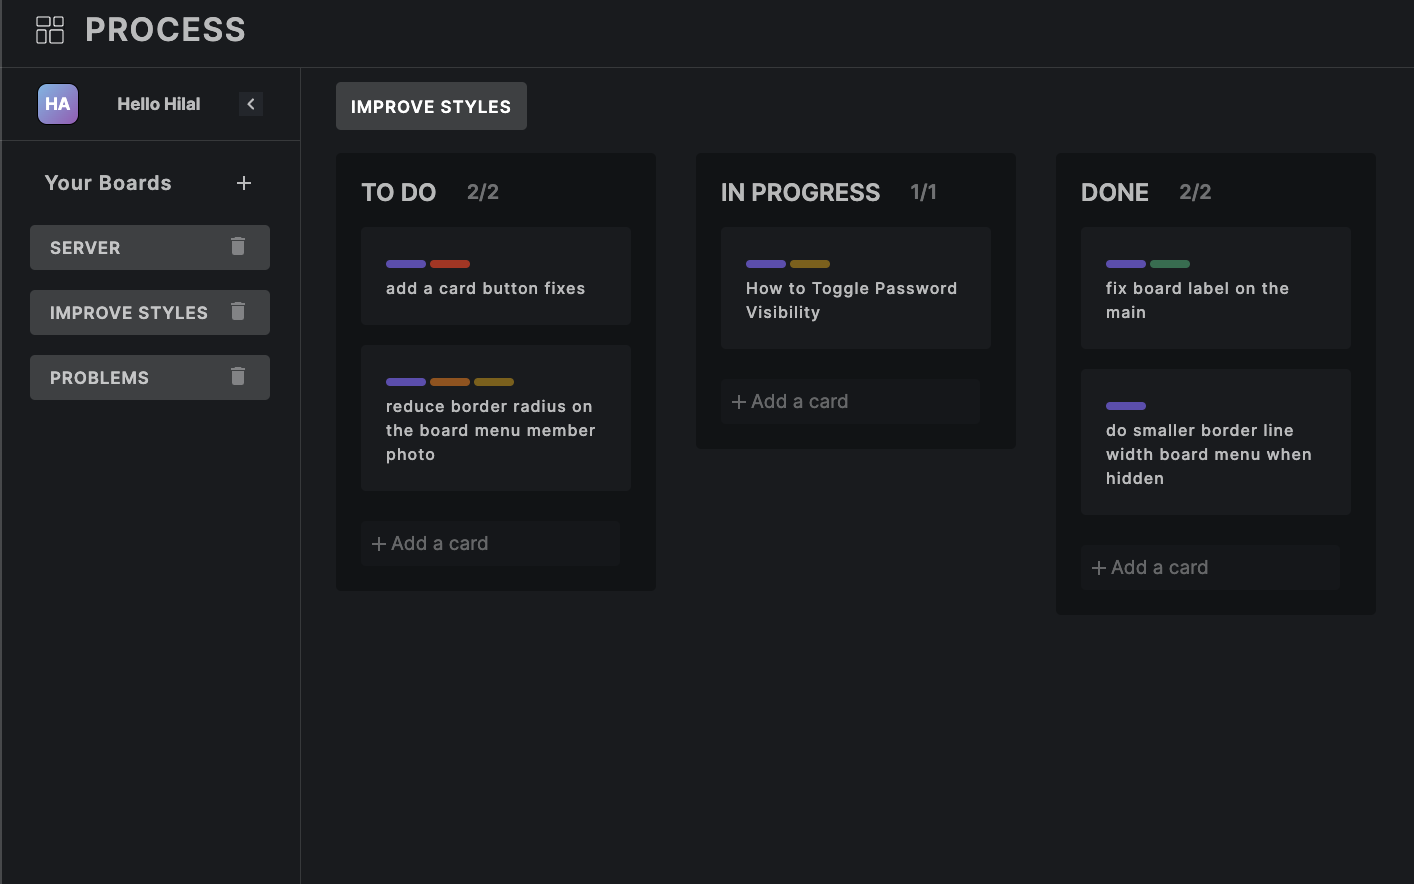 PROCESS
HA
Hello Hilal
Your Boards
SERVER
IMPROVE STYLES
PROBLEMS
IMPROVE STYLES
TO DO 2/2
add a card button fixes
reduce border radius on
the board menu member
photo
+ Add a card
IN PROGRESS 1/1
How to Toggle Password
Visibility
+ Add a card
DONE 2/2
fix board label on the
main
do smaller border line
width board menu when
hidden
+ Add a card